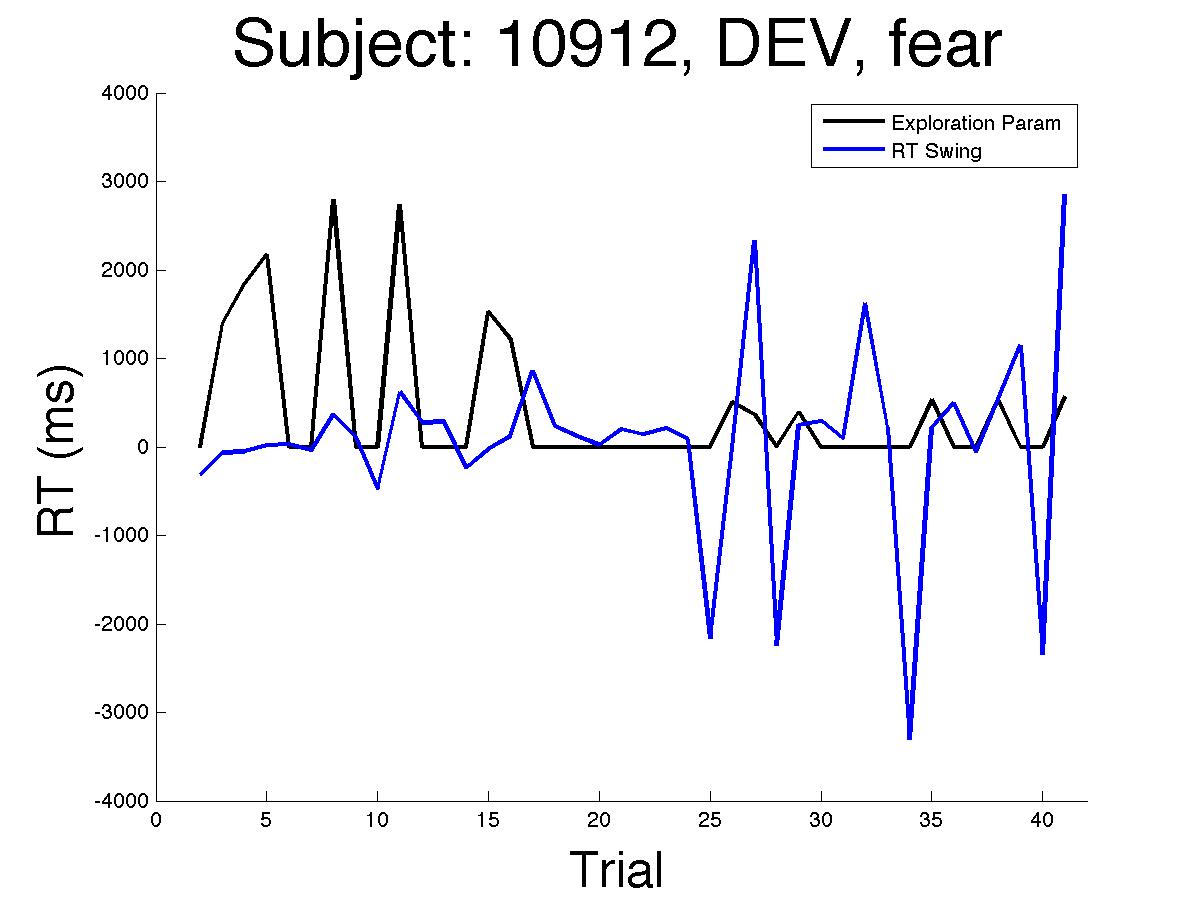 Subject: 10912, DEV, fear
4000
3000
2000
1000
0
-1000
-2000
-3000
-4000
RT (ms)
Exploration Param
RT Swing
0 5 10 15 20 25 30 35 40
Trial